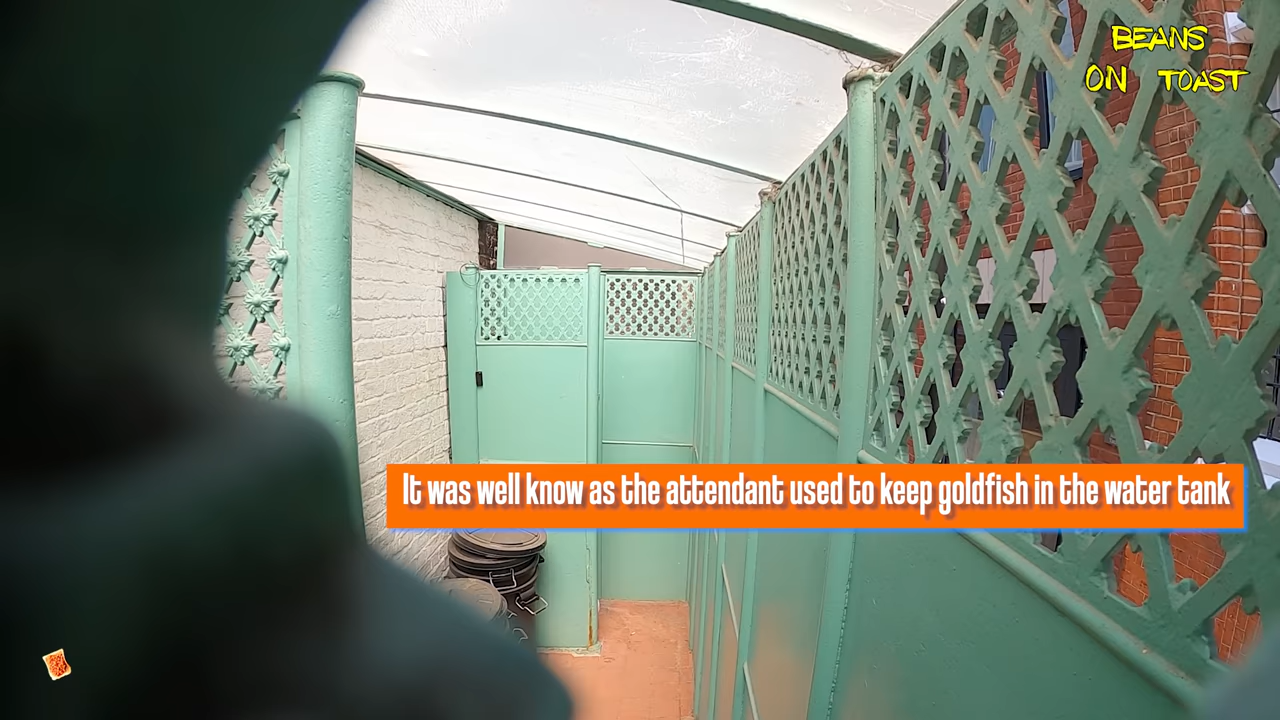 BEANS
ON TOAST
It was well know as the attendant used to keep goldfish in the water tank